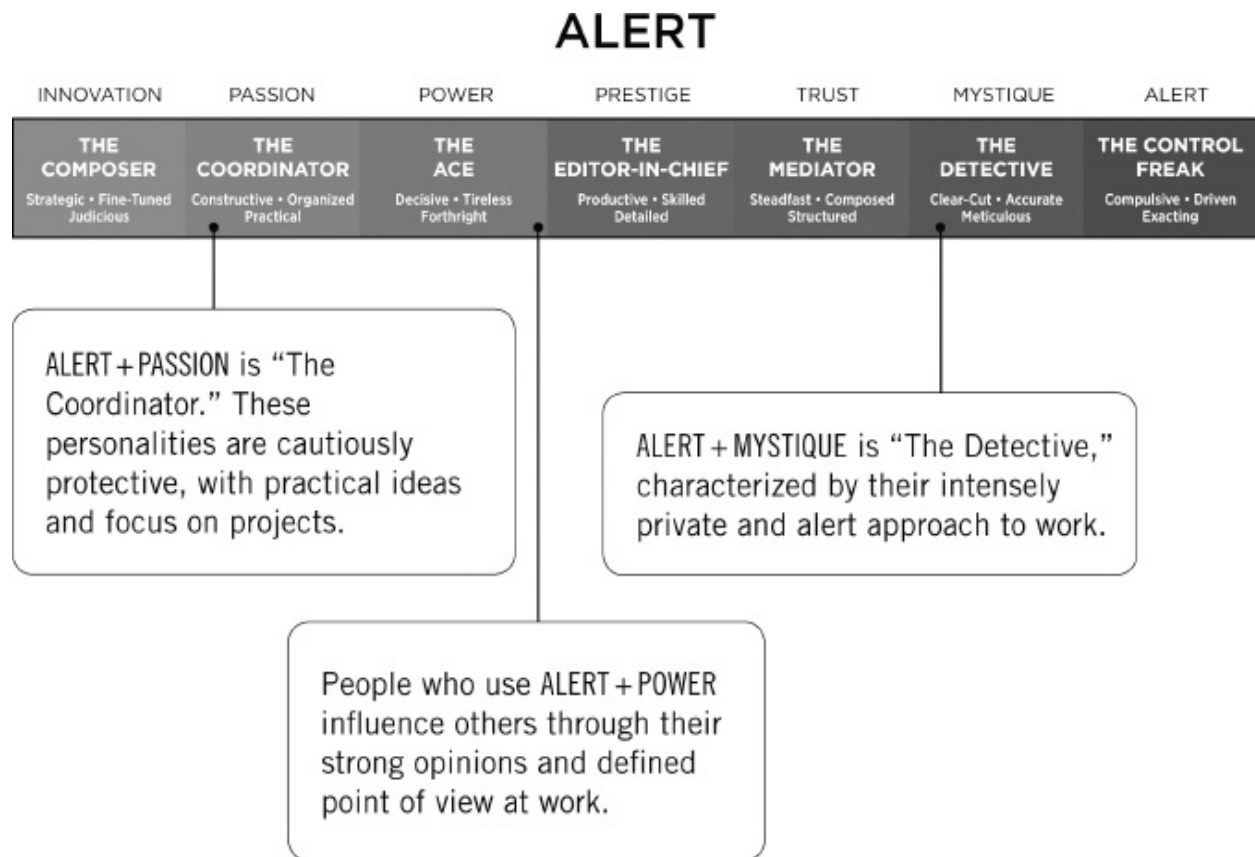 ALERT
INNOVATION PASSION POWER PRESTIGE TRUST MYSTIQUE ALERT
THE
COMPOSER
Strategic • Fine-Tuned
Judicious
THE
COORDINATOR
Constructive • Organized
Practical
THE
ACE
Decisive • Tireless
Forthright
THE
EDITOR-IN-CHIEF
Productive • Skilled
Detailed
THE
MEDIATOR
Steadfast • Composed
Structured
THE
DETECTIVE
Clear-Cut • Accurate
Meticulous
THE CONTROL
FREAK
Compulsive • Driven
Exacting
ALERT + PASSION is “The
Coordinator.” These
personalities are cautiously
protective, with practical ideas
and focus on projects.
ALERT + MYSTIQUE is “The Detective,”
characterized by their intensely
private and alert approach to work.
People who use ALERT + POWER
influence others through their
strong opinions and defined
point of view at work.